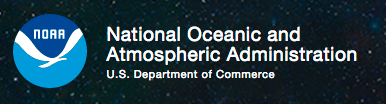 NOAA
National Oceanic and
Atmospheric Administration
U.S. Department of Commerce